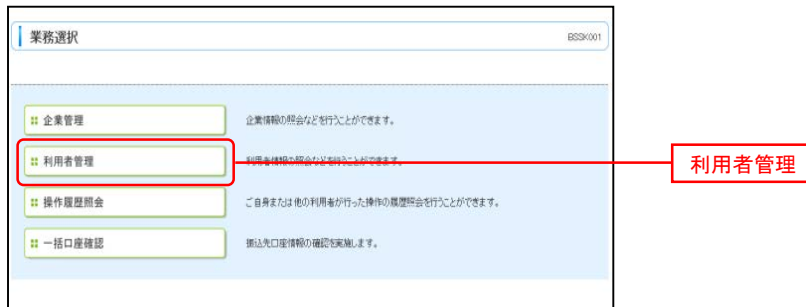 業務選択
BSSK001
企業管理
企業情報の照会などを行うことができます。
利用者管理
利用者情報の照会などを行うことができます。
利用者管理
操作履歴照会
ご自身または他の利用者が行った操作の履歴照会を行うことができます。
一括口座確認
振込先口座情報の確認を実施します。